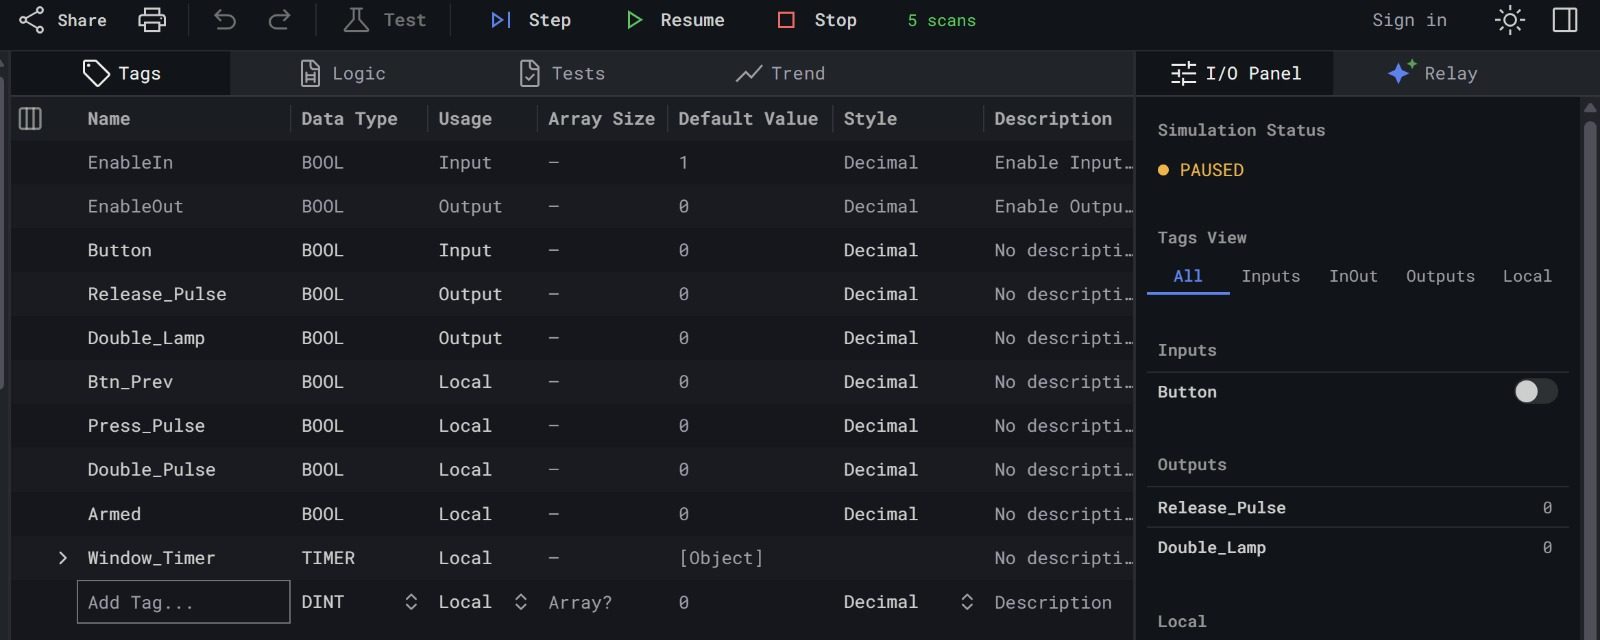 Share Test Step Resume Stop 5 scans Sign in
Tags Logic Tests Trend I/O Panel Relay
Name Data Type Usage Array Size Default Value Style Description
EnableIn BOOL Input – 1 Decimal Enable Input…
EnableOut BOOL Output – 0 Decimal Enable Outpu…
Button BOOL Input – 0 Decimal No descripti…
Release_Pulse BOOL Output – 0 Decimal No descripti…
Double_Lamp BOOL Output – 0 Decimal No descripti…
Btn_Prev BOOL Local – 0 Decimal No descripti…
Press_Pulse BOOL Local – 0 Decimal No descripti…
Double_Pulse BOOL Local – 0 Decimal No descripti…
Armed BOOL Local – 0 Decimal No descripti…
Window_Timer TIMER Local – [Object] No descripti…
Add Tag... DINT Local Array? 0 Decimal Description
Simulation Status
PAUSED
Tags View
All Inputs InOut Outputs Local
Inputs
Button
Outputs
Release_Pulse 0
Double_Lamp 0
Local